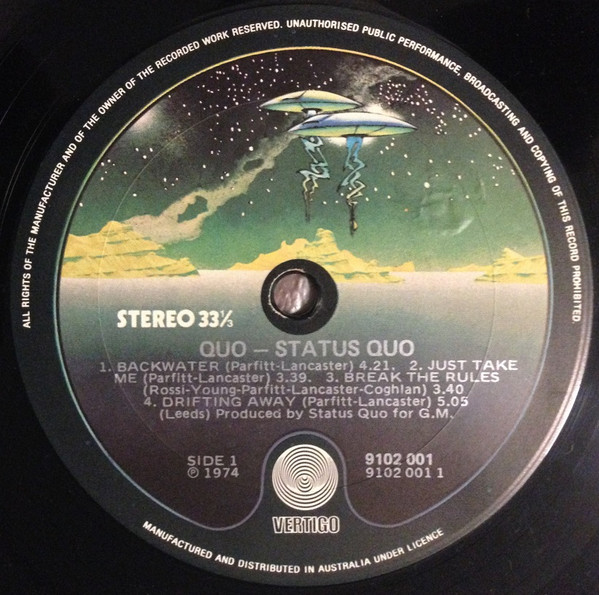 ALL RIGHTS OF THE MANUFACTURER AND OF THE OWNER OF THE RECORDED WORK RESERVED. UNAUTHORISED PUBLIC PERFORMANCE, BROADCASTING AND COPYING OF THIS RECORD PROHIBITED
STEREO 33⅓
QUO – STATUS QUO
1. BACKWATER (Parfitt-Lancaster) 4.21. 2. JUST TAKE
ME (Parfitt-Lancaster) 3.39. 3. BREAK THE RULES
(Rossi-Young-Parfitt-Lancaster-Coghlan) 3.40
4. DRIFTING AWAY (Parfitt-Lancaster) 5.05
(Leeds) Produced by Status Quo for G.M.
SIDE 1 9102 001
℗ 1974 9102 001 1
VERTIGO
MANUFACTURED AND DISTRIBUTED IN AUSTRALIA UNDER LICENCE